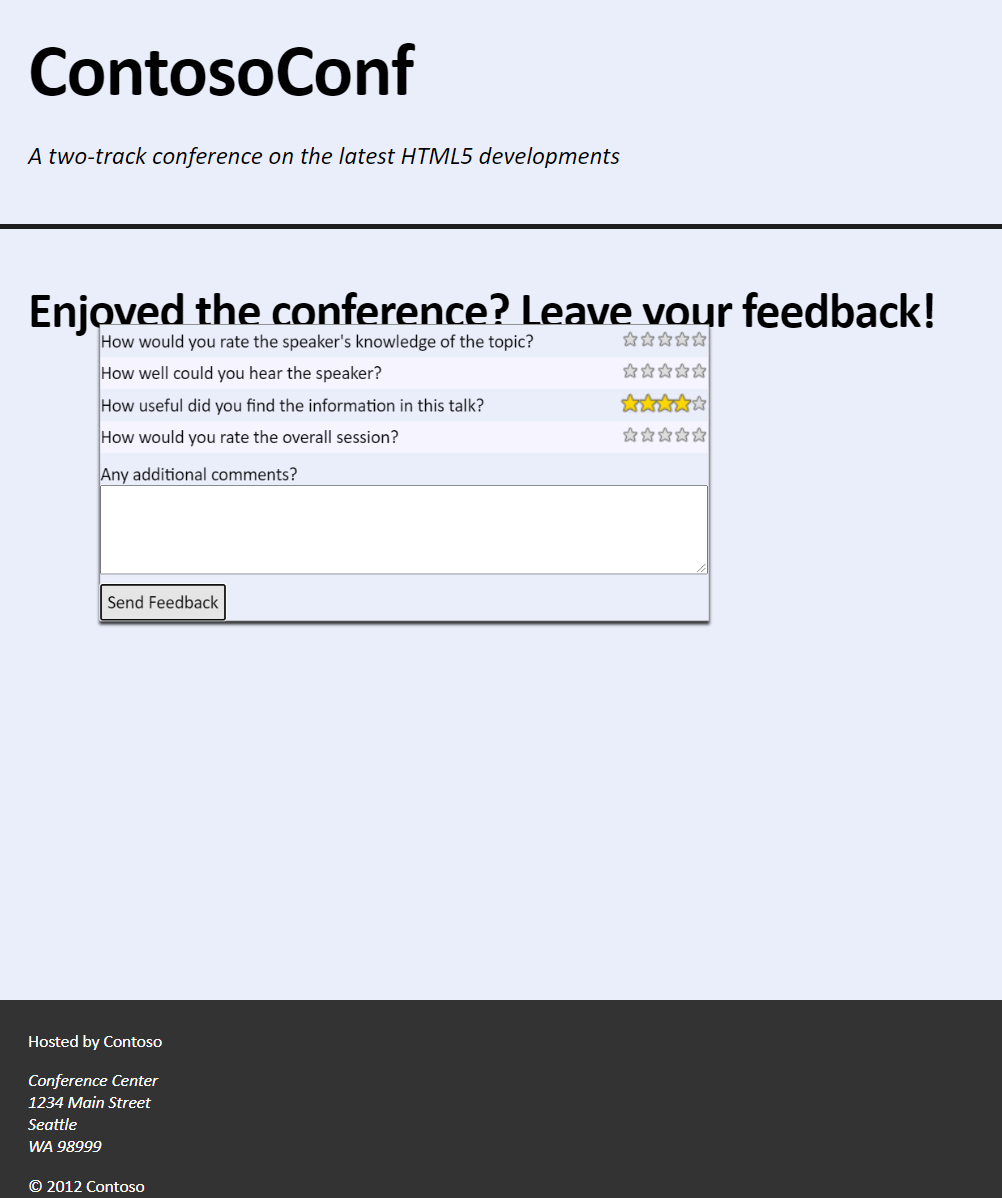 ContosoConf
A two-track conference on the latest HTML5 developments
Enjoyed the conference? Leave your feedback!
How would you rate the speaker's knowledge of the topic?
How well could you hear the speaker?
How useful did you find the information in this talk?
How would you rate the overall session?
Any additional comments?
Send Feedback
Hosted by Contoso
Conference Center
1234 Main Street
Seattle
WA 98999
© 2012 Contoso